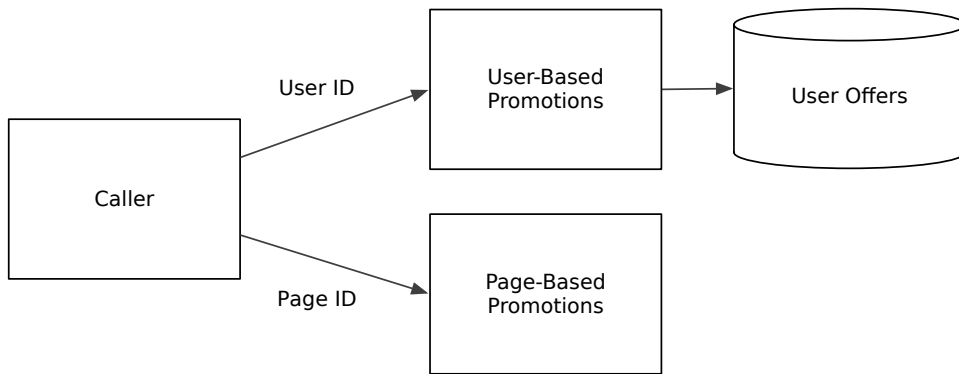 User ID
User-Based
Promotions
User Offers
Caller
Page ID
Page-Based
Promotions